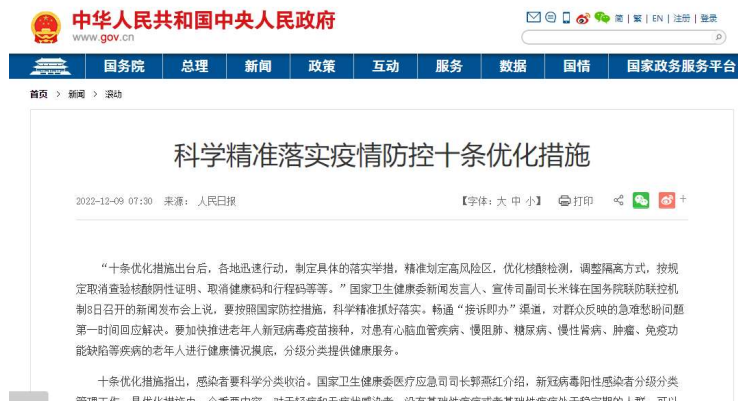 中华人民共和国中央人民政府
www.gov.cn
简 | 繁 | EN | 注册 | 登录
国务院 总理 新闻 政策 互动 服务 数据 国情 国家政务服务平台
首页 > 新闻 > 滚动
科学精准落实疫情防控十条优化措施
2022-12-09 07:30 来源: 人民日报 【字体: 大 中 小】 打印 +
“十条优化措施出台后，各地迅速行动，制定具体的落实举措，精准划定高风险区，优化核酸检测，调整隔离方式，按规
定取消查验核酸阴性证明、取消健康码和行程码等等。”国家卫生健康委新闻发言人、宣传司副司长米锋在国务院联防联控机
制8日召开的新闻发布会上说，要按照国家防控措施，科学精准抓好落实。畅通“接诉即办”渠道，对群众反映的急难愁盼问题
第一时间回应解决。要加快推进老年人新冠病毒疫苗接种，对患有心脑血管疾病、慢阻肺、糖尿病、慢性肾病、肿瘤、免疫功
能缺陷等疾病的老年人进行健康情况摸底，分级分类提供健康服务。
十条优化措施指出，感染者要科学分类收治。国家卫生健康委医疗应急司司长郭燕红介绍，新冠病毒阳性感染者分级分类